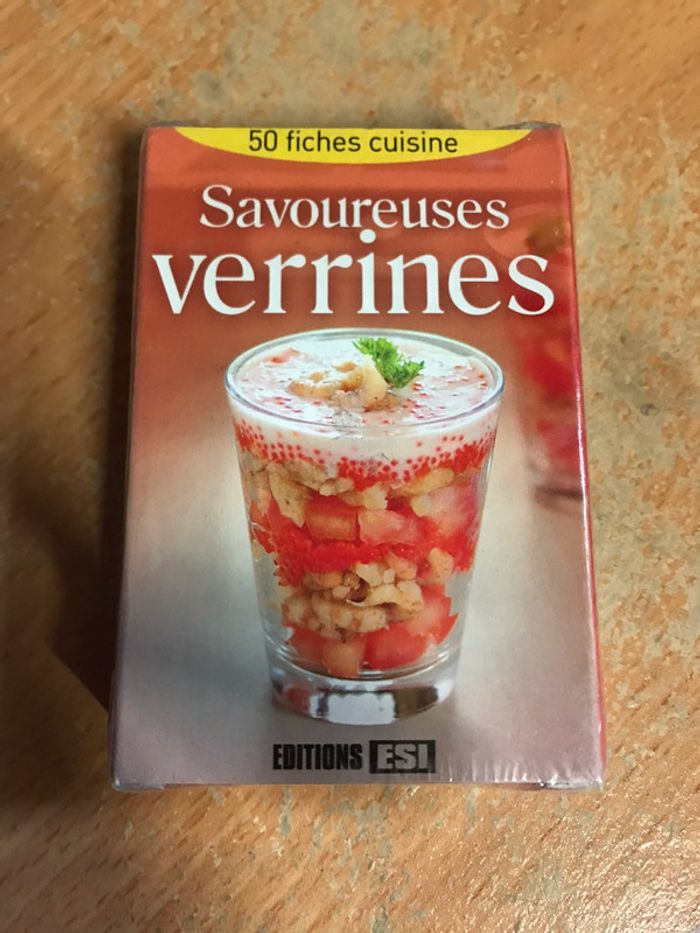 50 fiches cuisine
Savoureuses
verrines
EDITIONS ESI